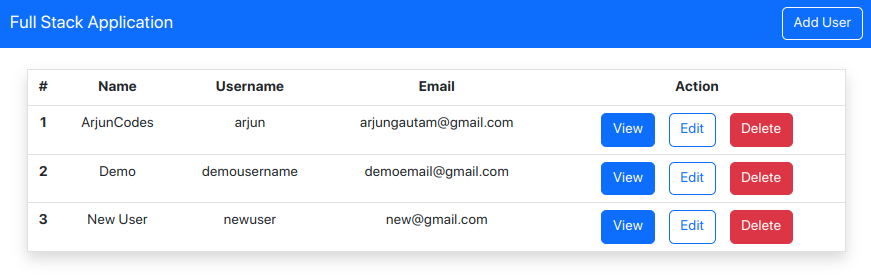 Full Stack Application Add User
# Name Username Email Action
1 ArjunCodes arjun arjungautam@gmail.com View Edit Delete
2 Demo demousername demoemail@gmail.com View Edit Delete
3 New User newuser new@gmail.com View Edit Delete